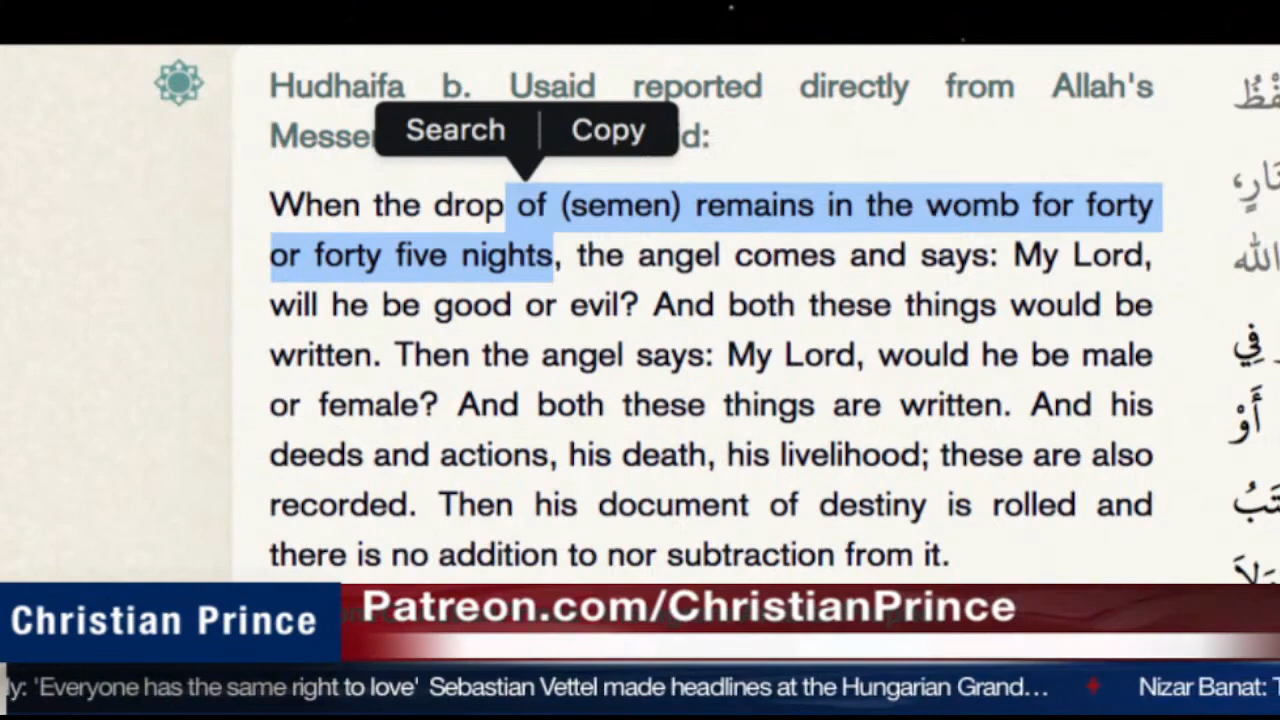 Hudhaifa b. Usaid reported directly from Allah's
Search Copy
d:
When the drop of (semen) remains in the womb for forty
or forty five nights, the angel comes and says: My Lord,
will he be good or evil? And both these things would be
written. Then the angel says: My Lord, would he be male
or female? And both these things are written. And his
deeds and actions, his death, his livelihood; these are also
recorded. Then his document of destiny is rolled and
there is no addition to nor subtraction from it.
الله
فِي
أَوْ
Christian Prince
Patreon.com/ChristianPrince
ly: 'Everyone has the same right to love' Sebastian Vettel made headlines at the Hungarian Grand... Nizar Banat: